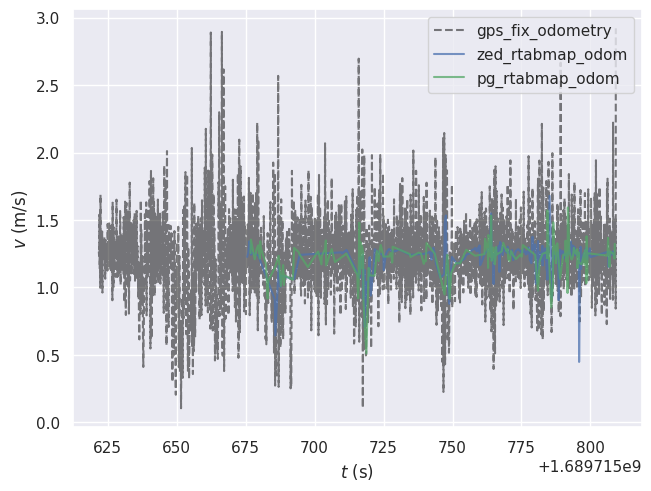 3.0
2.5
2.0
1.5
1.0
0.5
0.0
v (m/s)
gps_fix_odometry
zed_rtabmap_odom
pg_rtabmap_odom
625 650 675 700 725 750 775 800
t (s)
+1.689715e9